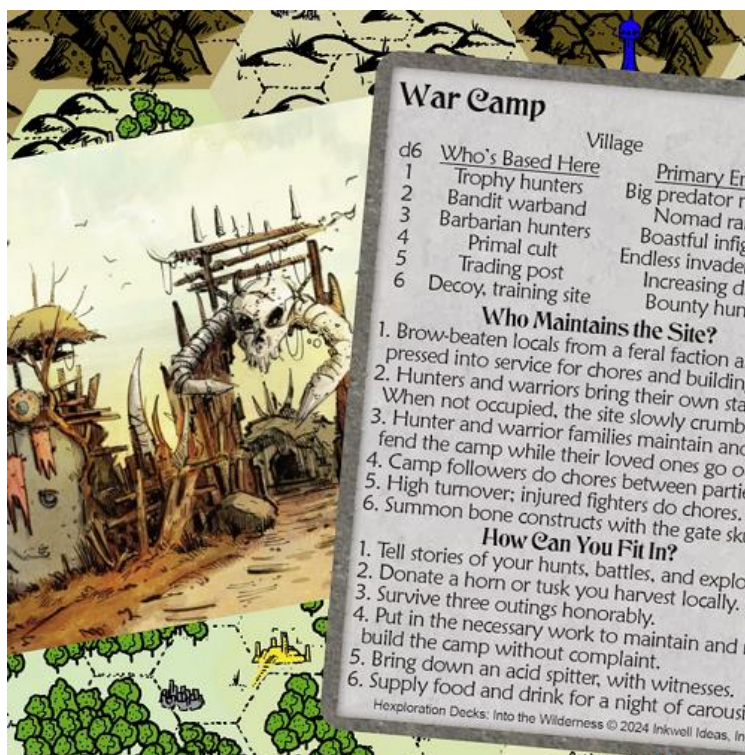 War Camp
Village
d6 Who's Based Here Primary
1 Trophy hunters Big predator
2 Bandit warband Nomad
3 Barbarian hunters Boastful
4 Primal cult Endless
5 Trading post Increasing
6 Decoy, training site Bounty
Who Maintains the Site?
1. Brow-beaten locals from a feral faction
pressed into service for chores and building
2. Hunters and warriors bring their own
When not occupied, the site slowly
3. Hunter and warrior families maintain and
fend the camp while their loved ones go
4. Camp followers do chores between
5. High turnover; injured fighters do chores.
6. Summon bone constructs with the gate
How Can You Fit In?
1. Tell stories of your hunts, battles, and
2. Donate a horn or tusk you harvest locally.
3. Survive three outings honorably.
4. Put in the necessary work to maintain and
build the camp without complaint.
5. Bring down an acid spitter, with witnesses.
6. Supply food and drink for a night of
Hexploration Decks: Into the Wilderness © 2024 Inkwell Ideas,